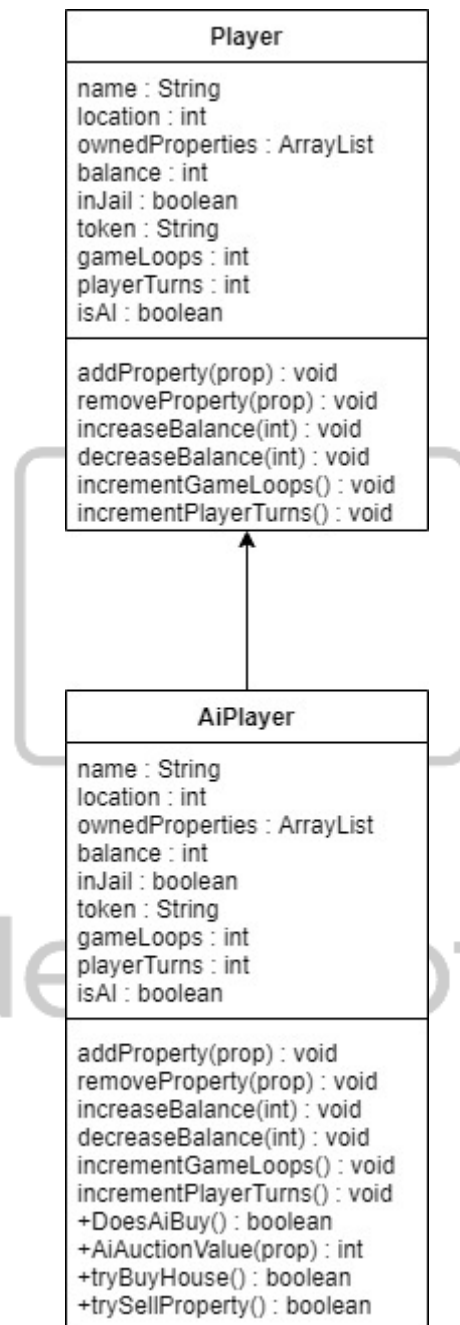 Player
name : String
location : int
ownedProperties : ArrayList
balance : int
inJail : boolean
token : String
gameLoops : int
playerTurns : int
isAI : boolean
addProperty(prop) : void
removeProperty(prop) : void
increaseBalance(int) : void
decreaseBalance(int) : void
incrementGameLoops() : void
incrementPlayerTurns() : void
AiPlayer
name : String
location : int
ownedProperties : ArrayList
balance : int
inJail : boolean
token : String
gameLoops : int
playerTurns : int
isAI : boolean
addProperty(prop) : void
removeProperty(prop) : void
increaseBalance(int) : void
decreaseBalance(int) : void
incrementGameLoops() : void
incrementPlayerTurns() : void
+DoesAiBuy() : boolean
+AiAuctionValue(prop) : int
+tryBuyHouse() : boolean
+trySellProperty() : boolean